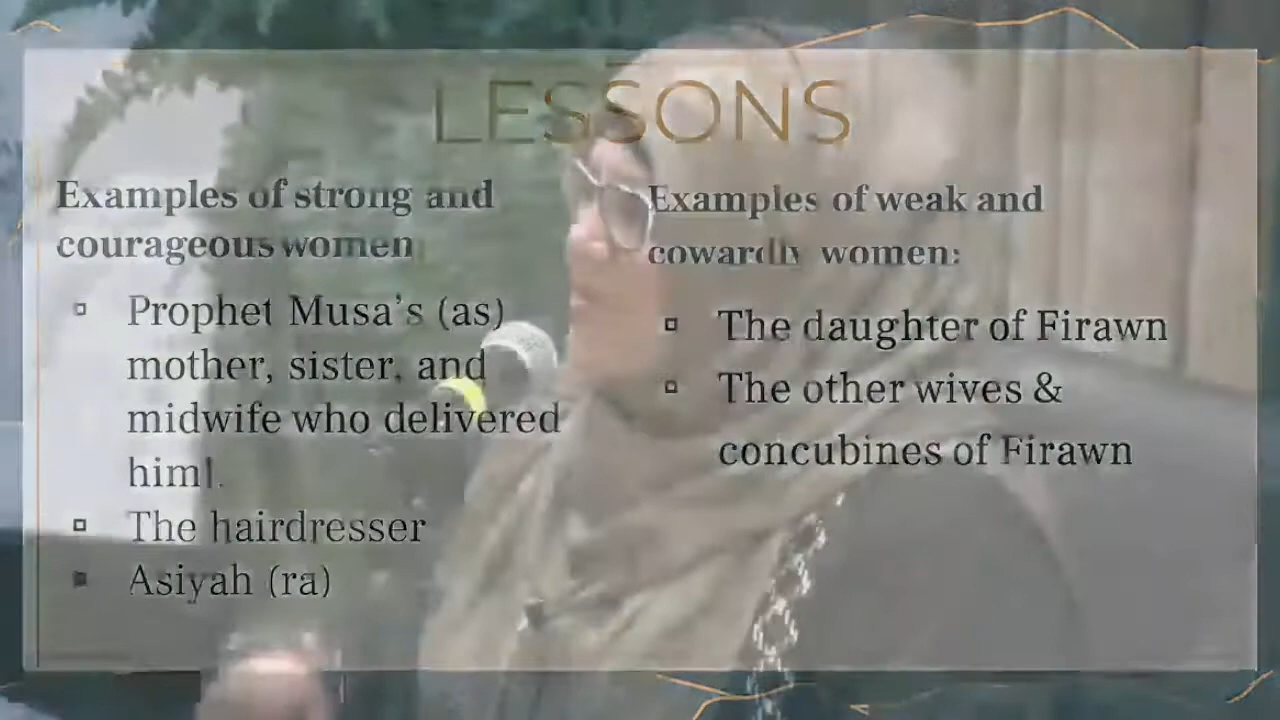 LESSONS
Examples of strong and
courageous women
Prophet Musa's (as)
mother, sister, and
midwife who delivered
him].
The hairdresser
Asiyah (ra)
Examples of weak and
cowardly women:
The daughter of Firawn
The other wives &
concubines of Firawn